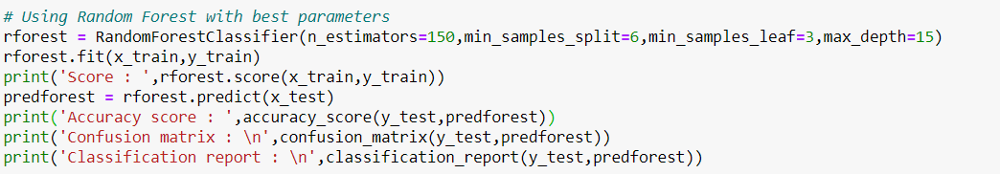 # Using Random Forest with best parameters
rforest = RandomForestClassifier(n_estimators=150,min_samples_split=6,min_samples_leaf=3,max_depth=15)
rforest.fit(x_train,y_train)
print('Score : ',rforest.score(x_train,y_train))
predforest = rforest.predict(x_test)
print('Accuracy score : ',accuracy_score(y_test,predforest))
print('Confusion matrix : \n',confusion_matrix(y_test,predforest))
print('Classification report : \n',classification_report(y_test,predforest))